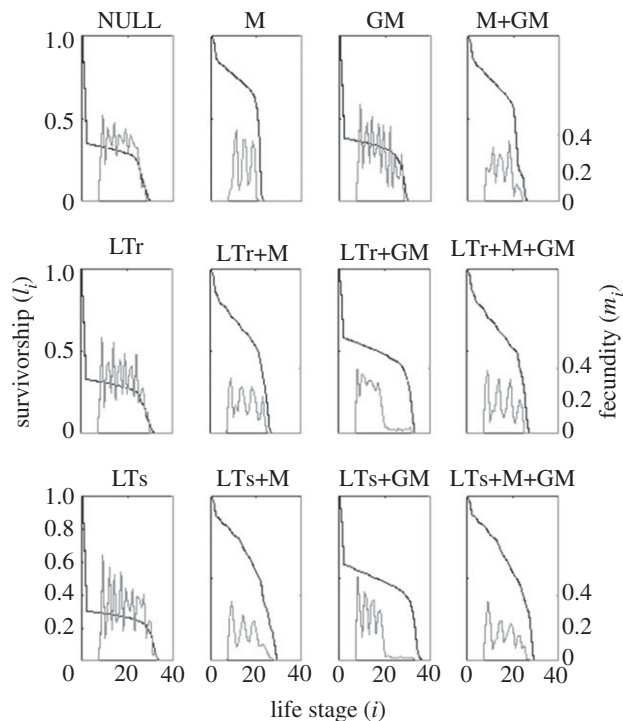 NULL M GM M+GM
1.0
0.5
0
0.4
0.2
0
LTr LTr+M LTr+GM LTr+M+GM
1.0
0.5
0
0.4
0.2
0
survivorship (lᵢ)
fecundity (mᵢ)
LTs LTs+M LTs+GM LTs+M+GM
1.0
0.8
0.6
0.4
0.2
0.4
0.2
0
0 20 40 0 20 40 0 20 40 0 20 40
life stage (i)